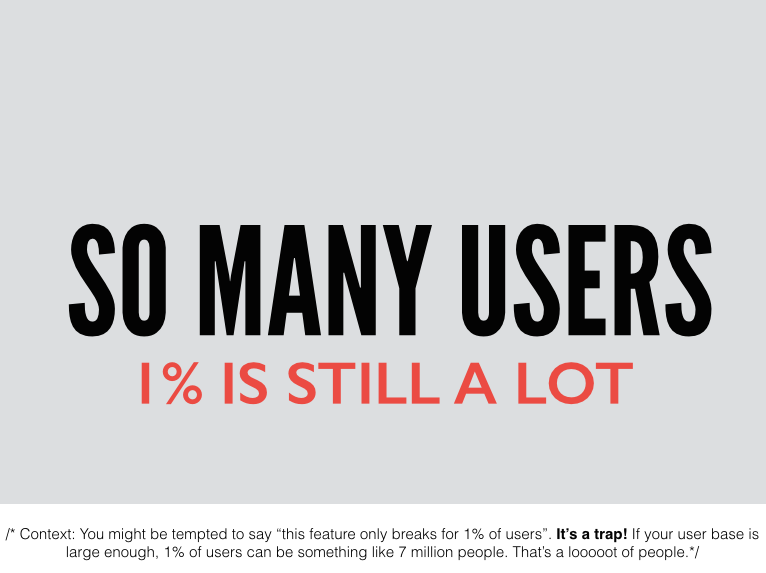 SO MANY USERS
1% IS STILL A LOT
/* Context: You might be tempted to say “this feature only breaks for 1% of users”. It’s a trap! If your user base is
large enough, 1% of users can be something like 7 million people. That’s a looooot of people.*/